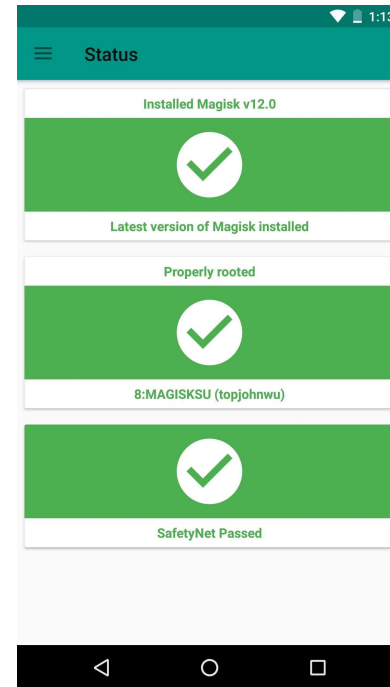 1:13
Status
Installed Magisk v12.0
Latest version of Magisk installed
Properly rooted
8:MAGISKSU (topjohnwu)
SafetyNet Passed